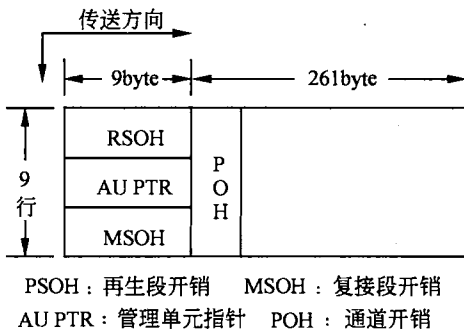 传送方向
9byte
261byte
RSOH
AU PTR
MSOH
POH
9行
PSOH：再生段开销 MSOH：复接段开销
AU PTR：管理单元指针 POH：通道开销